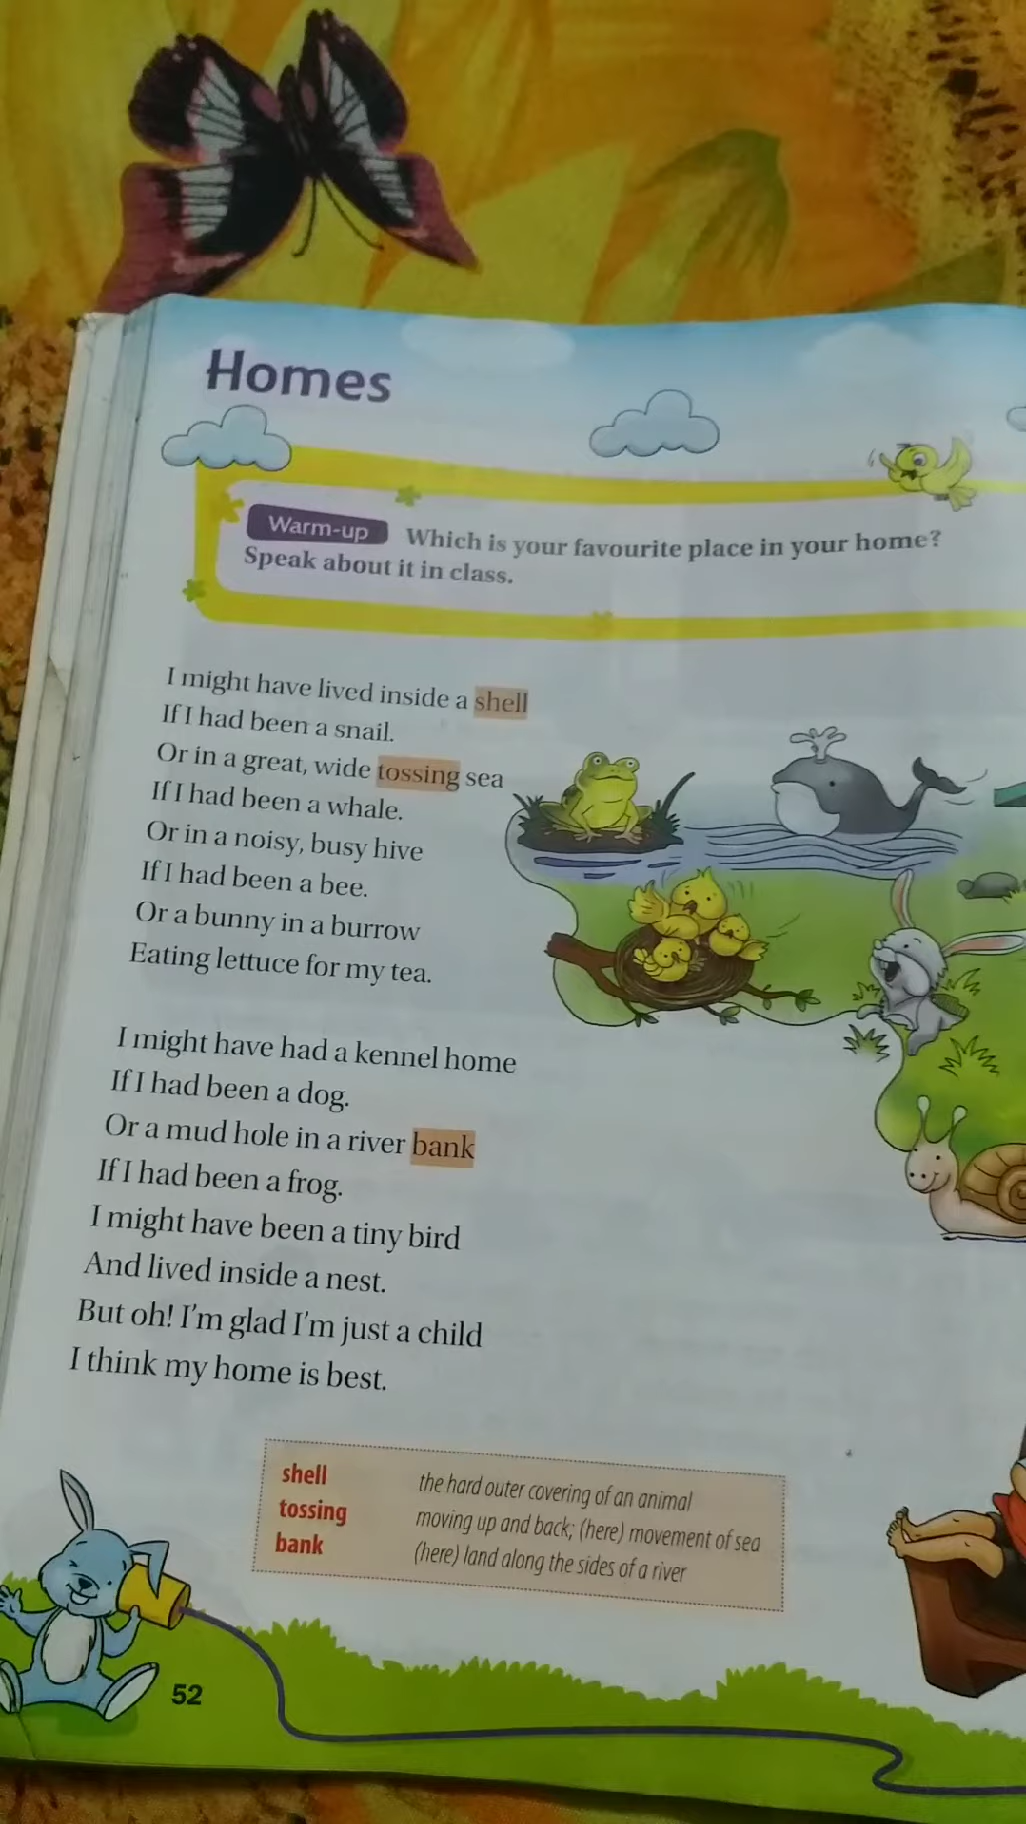 Homes
Warm-up Which is your favourite place in your home?
Speak about it in class.
I might have lived inside a shell
If I had been a snail.
Or in a great, wide tossing sea
If I had been a whale.
Or in a noisy, busy hive
If I had been a bee.
Or a bunny in a burrow
Eating lettuce for my tea.
I might have had a kennel home
If I had been a dog.
Or a mud hole in a river bank
If I had been a frog.
I might have been a tiny bird
And lived inside a nest.
But oh! I'm glad I'm just a child
I think my home is best.
shell the hard outer covering of an animal
tossing moving up and back; (here) movement of sea
bank (here) land along the sides of a river
52